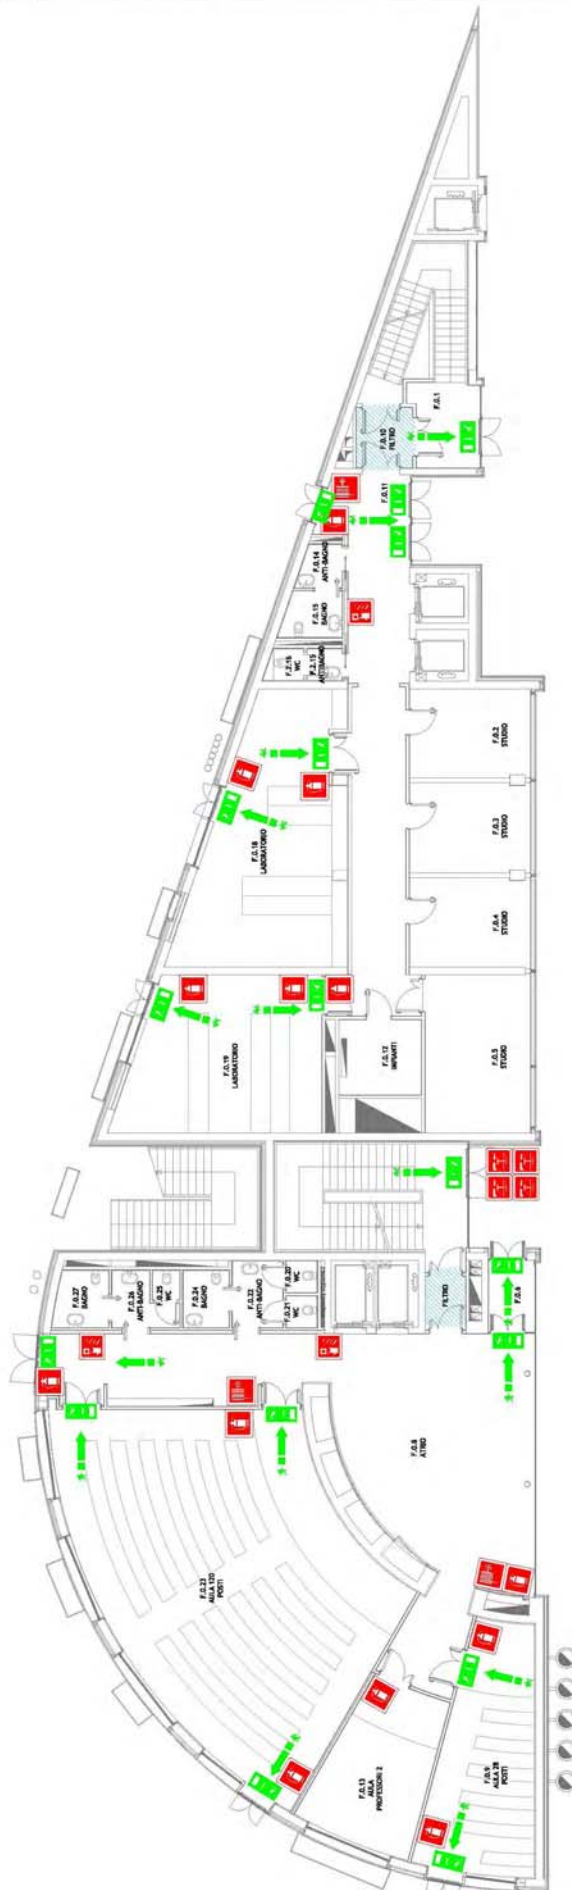 F.0.1
F.0.10
FILTRO
F.0.11
F.0.14
ANTI-BAGNO
F.0.15
BAGNO
F.2.16
WC
F.2.15
ANTIBAGNO
F.0.2
STUDIO
F.0.3
STUDIO
F.0.18
LABORATORIO
F.0.4
STUDIO
F.0.19
LABORATORIO
F.0.12
IMPIANTI
F.0.5
STUDIO
F.0.27
BAGNO
F.0.26
ANTI-BAGNO
F.0.25
WC
F.0.24
BAGNO
F.0.22
ANTI-BAGNO
F.0.20
WC
F.0.21
WC
FILTRO
F.0.6
F.0.8
ATRIO
F.0.23
AULA 120
POSTI
F.0.13
AULA
PROFESSORI 2
F.0.9
AULA 28
POSTI